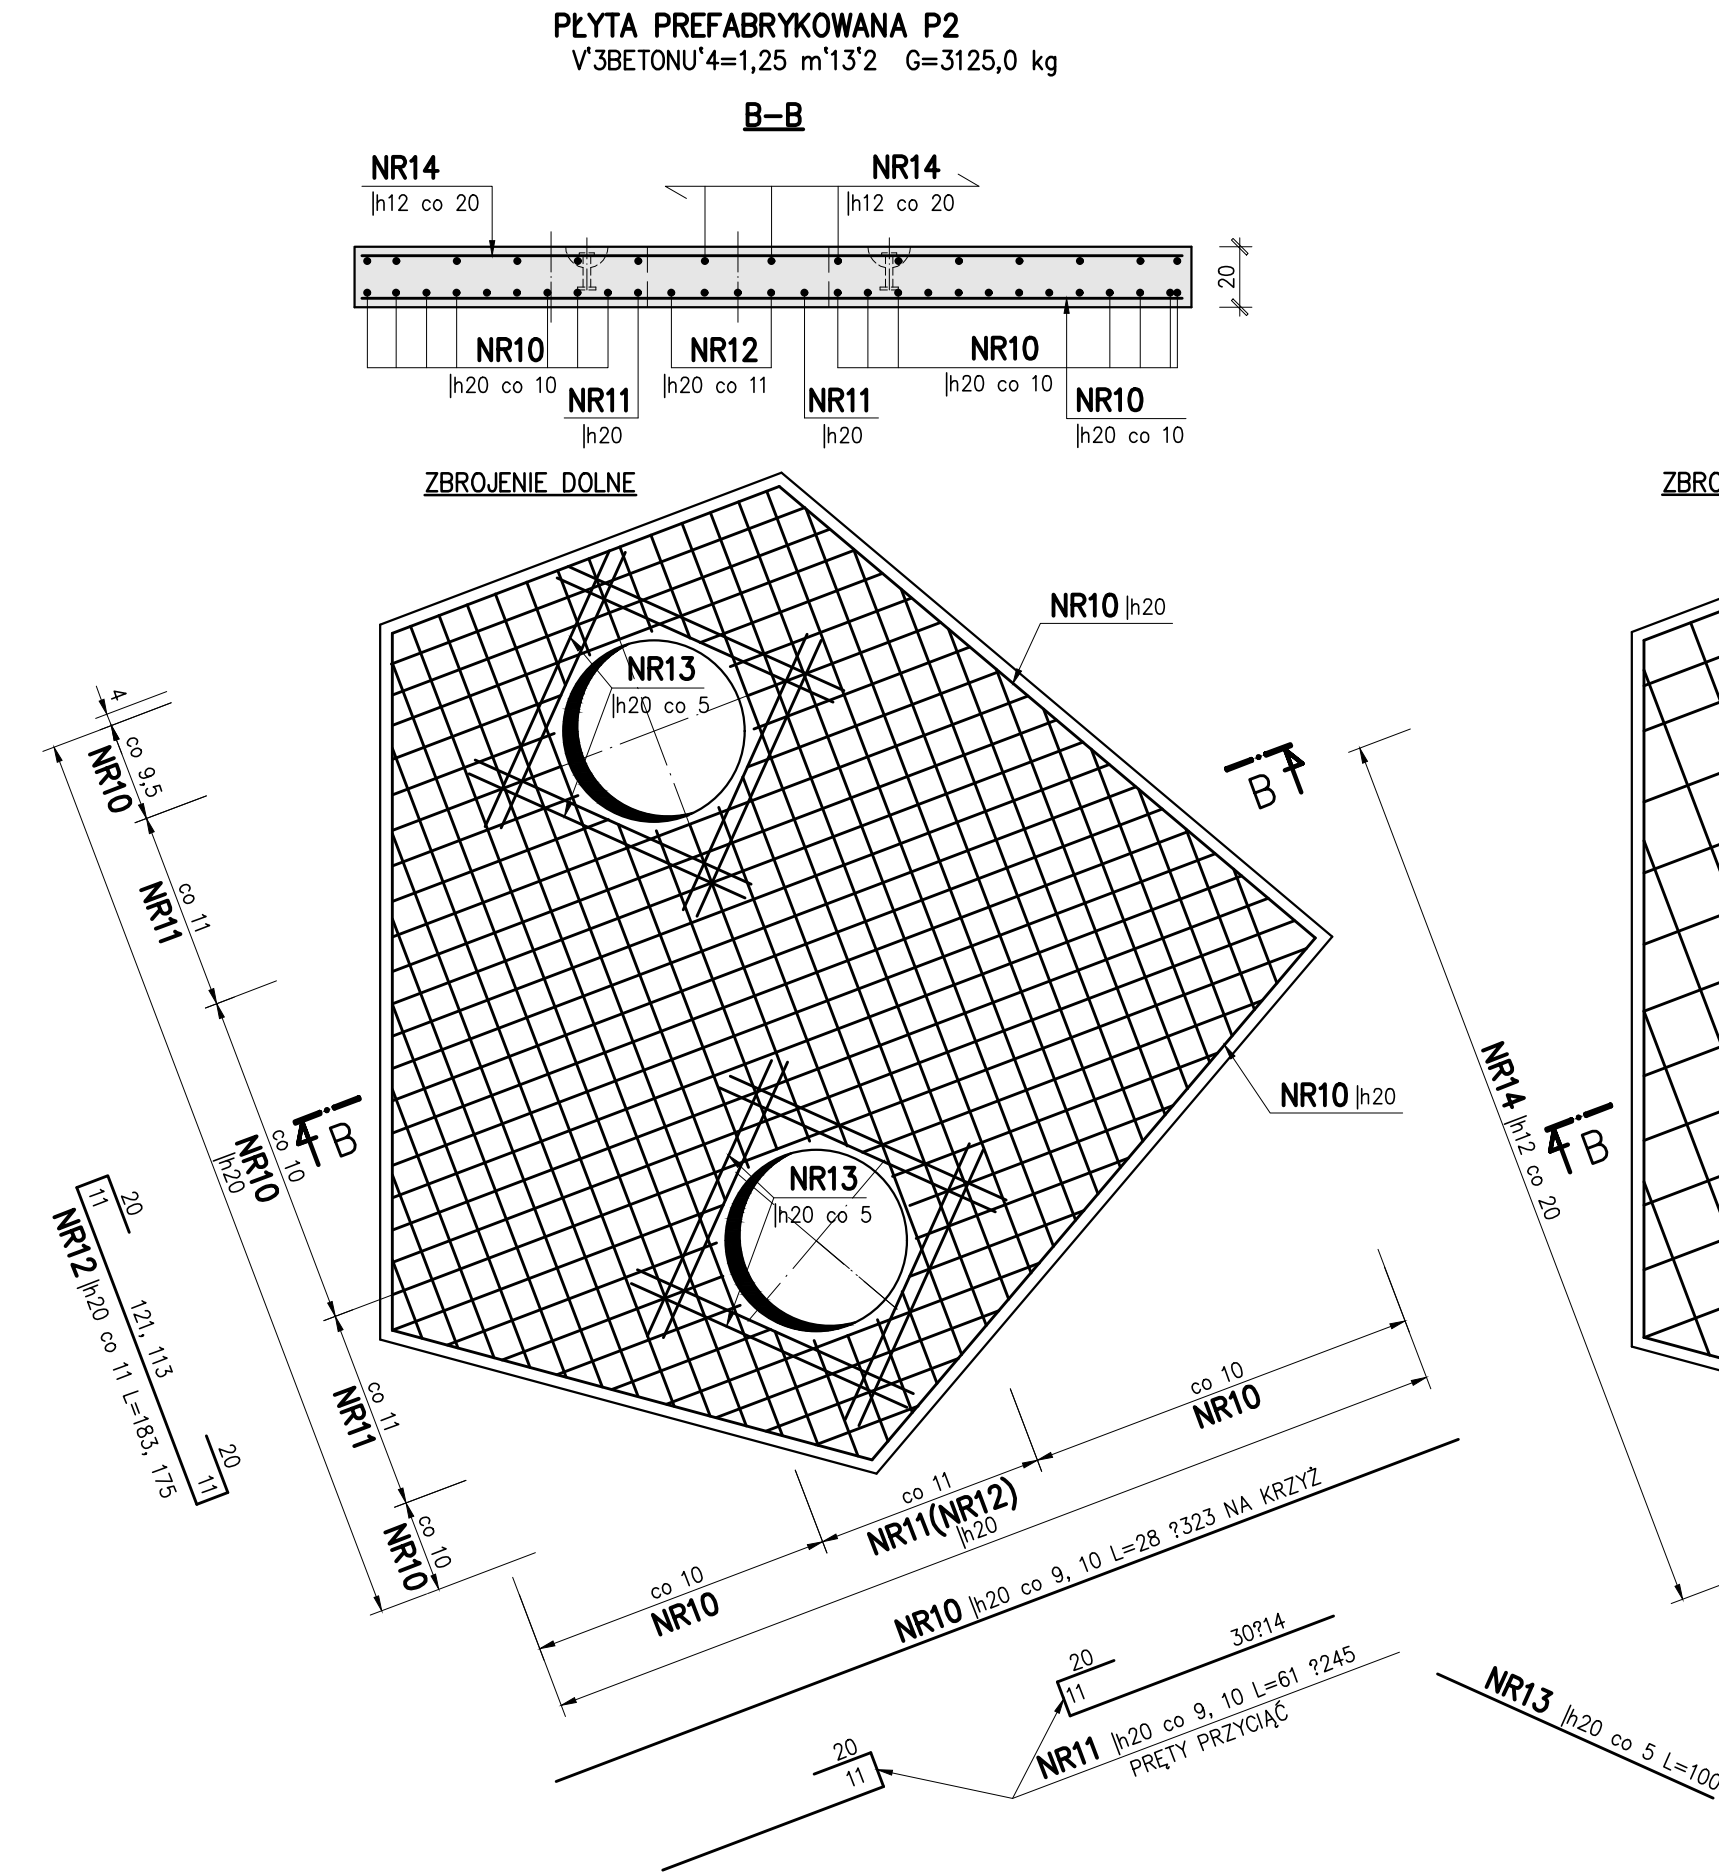 PŁYTA PREFABRYKOWANA P2
V'3BETONU'4=1,25 m'13'2 G=3125,0 kg
B-B
NR14
|h12 co 20
NR14
|h12 co 20
20
NR10
|h20 co 10
NR12
|h20 co 11
NR10
|h20 co 10
NR11
|h20
NR11
|h20
NR10
|h20 co 10
ZBROJENIE DOLNE
ZBRO
NR10 |h20
NR13
|h20 co 5
4
co 9,5
NR10
co 11
NR11
B
B
co 10
NR10
|h20
NR10 |h20
NR14 |h12 co 20
B
NR13
|h20 co 5
20
11
NR12 |h20 co 11 L=183, 175
121, 113
20
11
co 11
NR11
co 10
NR10
co 10
NR10
co 11
NR11(NR12)
|h20
co 10
NR10
NR10 |h20 co 9, 10 L=28 ?323 NA KRZYŻ
20
11
30?14
NR11 |h20 co 9, 10 L=61 ?245
PRĘTY PRZYCIĄĆ
20
11
NR13 |h20 co 5 L=100